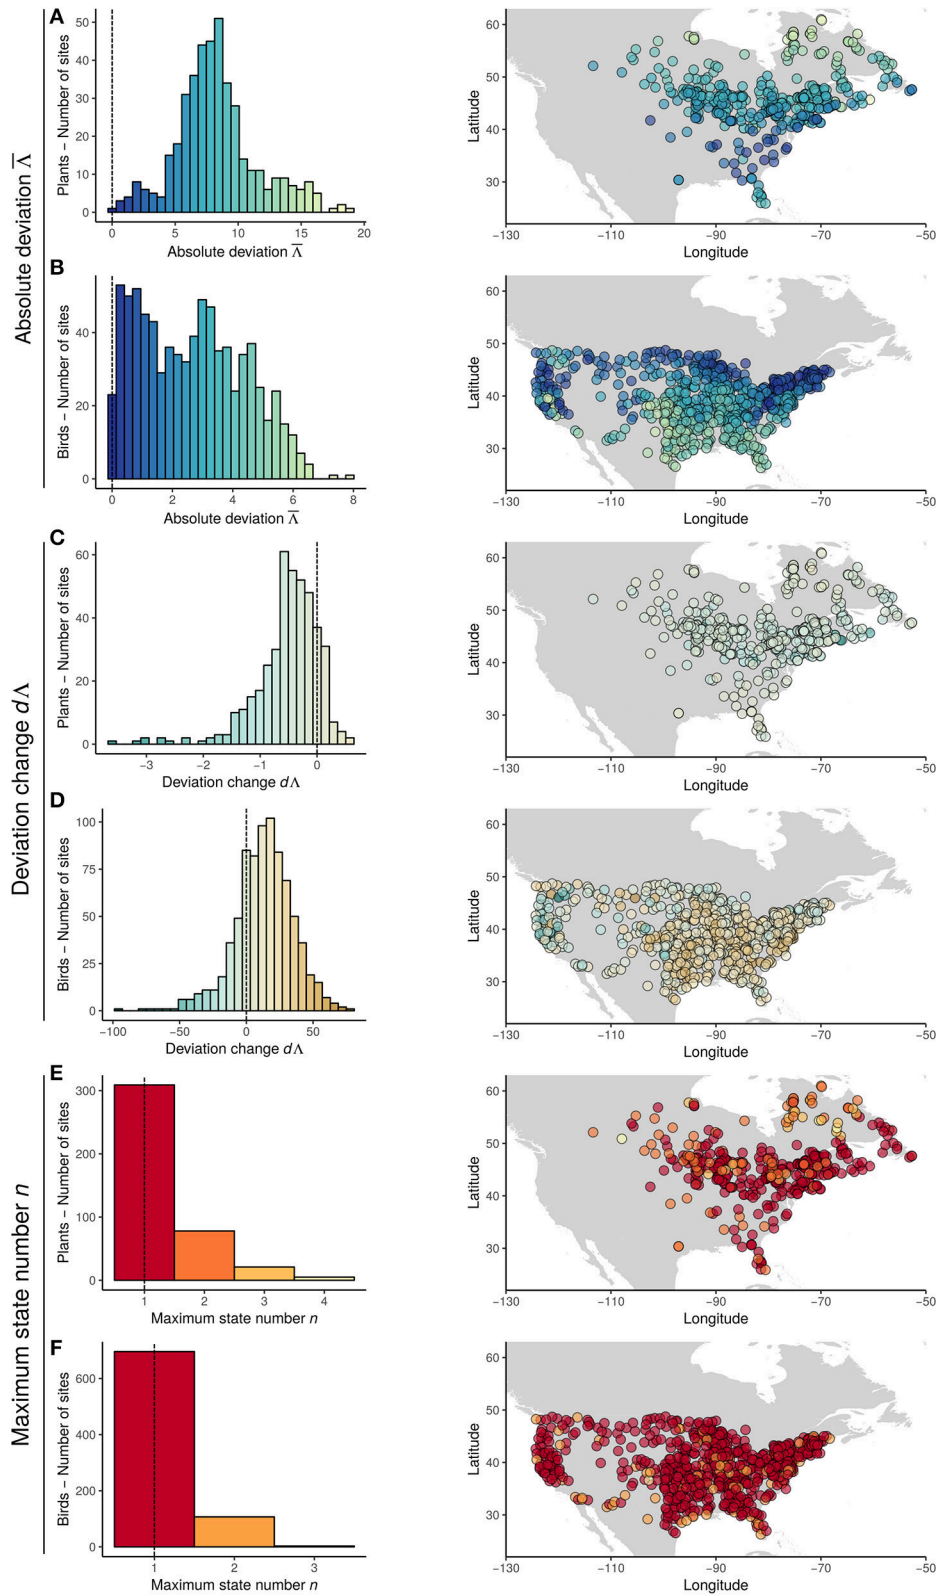 Absolute deviation Λ̅
A
Plants − Number of sites
50
40
30
20
10
0
0 5 10 15 20
Absolute deviation Λ̅
Latitude
60
50
40
30
−130 −110 −90 −70 −50
Longitude
B
Birds − Number of sites
40
20
0
0 2 4 6 8
Absolute deviation Λ̅
Latitude
60
50
40
30
−130 −110 −90 −70 −50
Longitude
Deviation change dΛ
C
Plants − Number of sites
60
40
20
0
−3 −2 −1 0
Deviation change dΛ
Latitude
60
50
40
30
−130 −110 −90 −70 −50
Longitude
D
Birds − Number of sites
100
75
50
25
0
−100 −50 0 50
Deviation change dΛ
Latitude
60
50
40
30
−130 −110 −90 −70 −50
Longitude
Maximum state number n
E
Plants − Number of sites
300
200
100
0
1 2 3 4
Maximum state number n
Latitude
60
50
40
30
−130 −110 −90 −70 −50
Longitude
F
Birds − Number of sites
600
400
200
0
1 2 3
Maximum state number n
Latitude
60
50
40
30
−130 −110 −90 −70 −50
Longitude